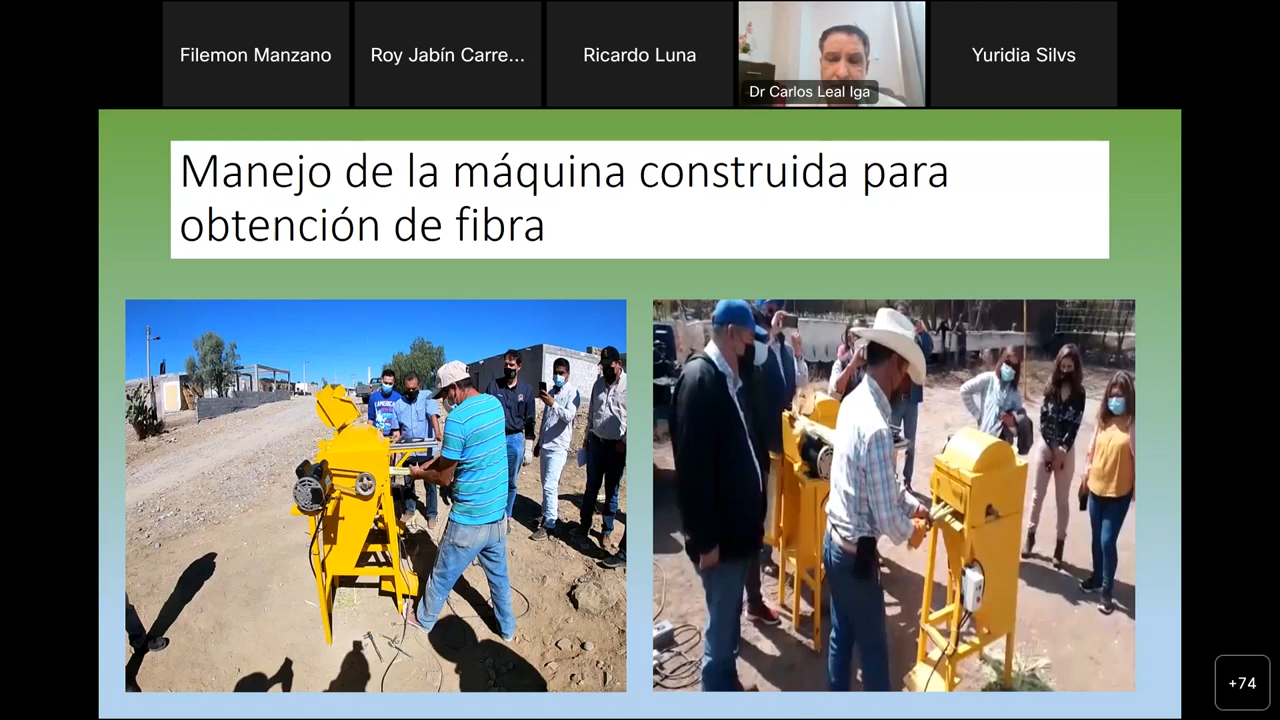 Filemon Manzano
Roy Jabín Carre...
Ricardo Luna
Dr Carlos Leal Iga
Yuridia Silvs
Manejo de la máquina construida para
obtención de fibra
AMERICA
+74